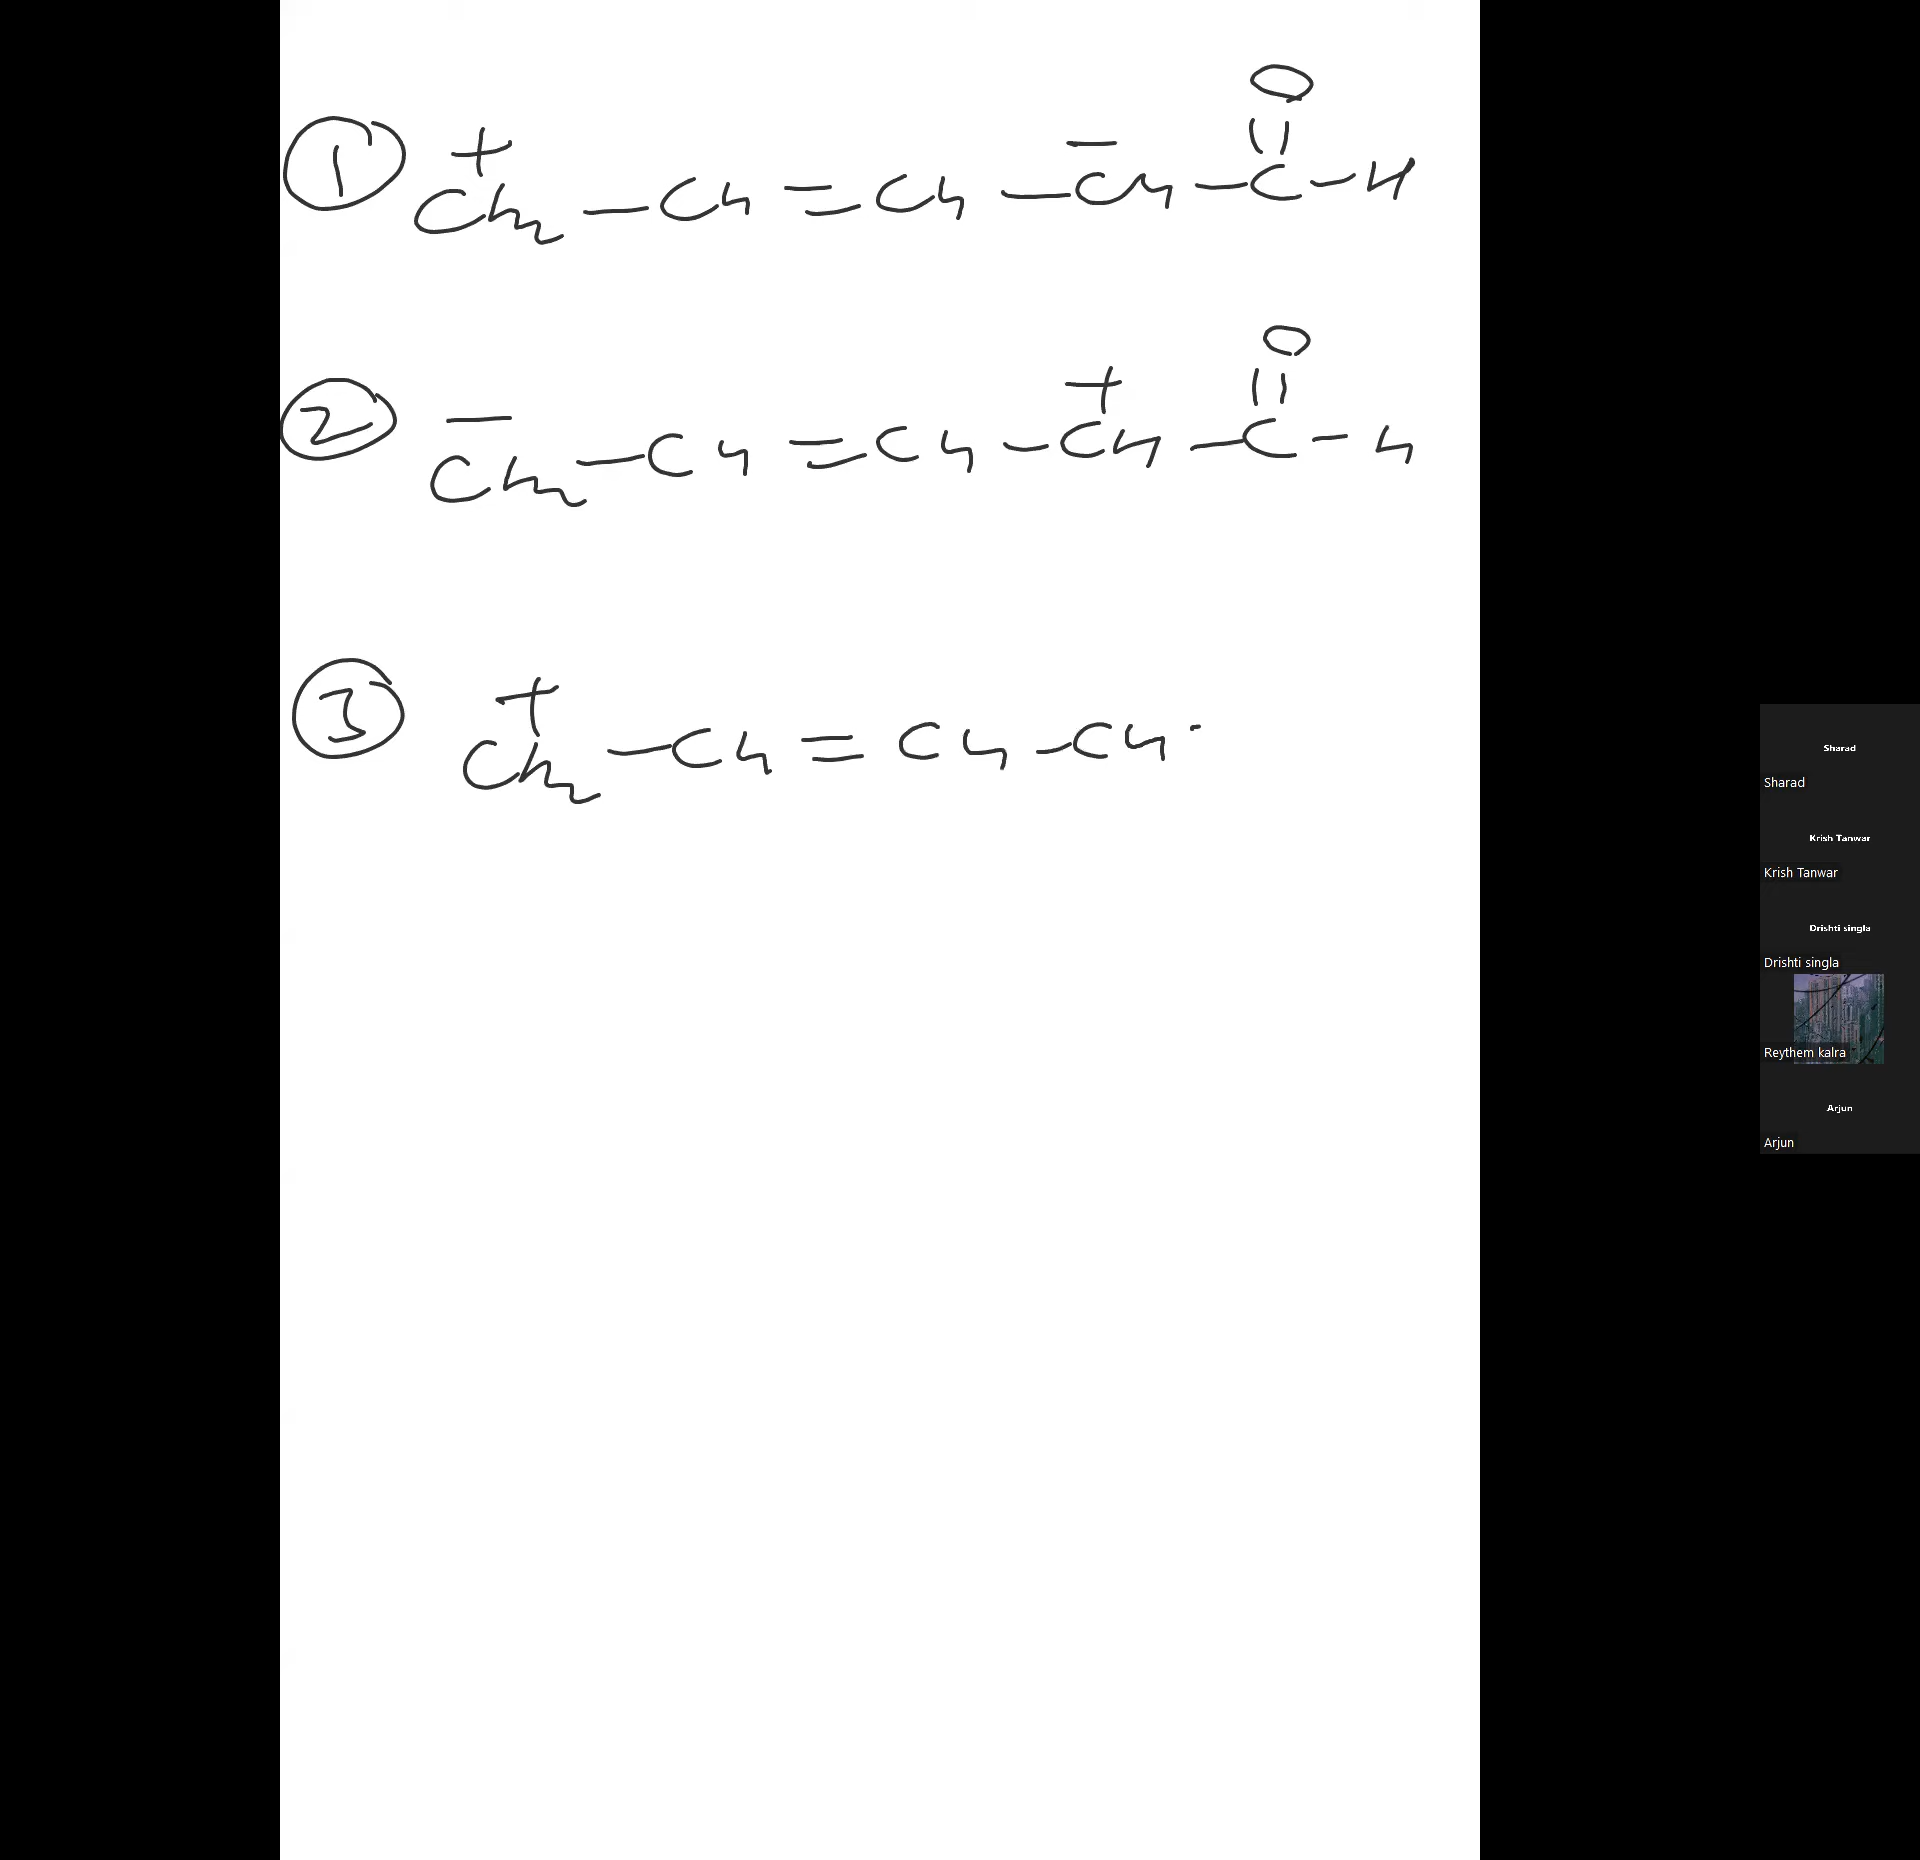 O
① + − ||
CH2 — CH = CH — CH — C — H
O
② − + ||
CH2 — CH = CH — CH — C — H
③ +
CH2 — CH = CH — CH -
Sharad
Sharad
Krish Tanwar
Krish Tanwar
Drishti singla
Drishti singla
Reythem kalra
Arjun
Arjun